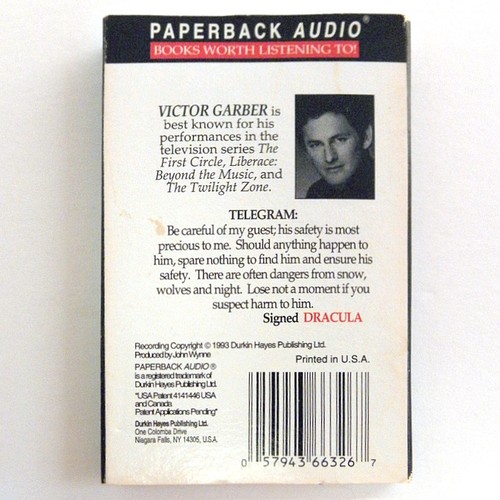 PAPERBACK AUDIO®
BOOKS WORTH LISTENING TO!
VICTOR GARBER is
best known for his
performances in the
television series The
First Circle, Liberace:
Beyond the Music, and
The Twilight Zone.
TELEGRAM:
Be careful of my guest; his safety is most
precious to me. Should anything happen to
him, spare nothing to find him and ensure his
safety. There are often dangers from snow,
wolves and night. Lose not a moment if you
suspect harm to him.
Signed DRACULA
Recording Copyright © 1993 Durkin Hayes Publishing Ltd.
Produced by John Wynne
Printed in U.S.A.
PAPERBACK AUDIO®
is a registered trademark of
Durkin Hayes Publishing Ltd.
"USA Patent 4141446 USA
and Canada.
Patent Applications Pending"
Durkin Hayes Publishing Ltd.
One Colomba Drive
Niagara Falls, NY 14305, U.S.A.
0 57943 66326 7